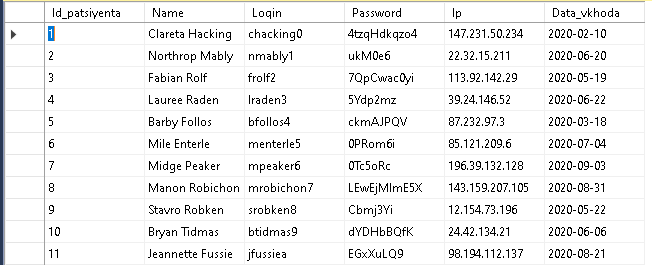 Id_patsiyenta Name Login Password Ip Data_vkhoda
1 Clareta Hacking chacking0 4tzqHdkqzo4 147.231.50.234 2020-02-10
2 Northrop Mably nmably1 ukM0e6 22.32.15.211 2020-06-20
3 Fabian Rolf frolf2 7QpCwac0yi 113.92.142.29 2020-05-19
4 Lauree Raden lraden3 5Ydp2mz 39.24.146.52 2020-06-22
5 Barby Follos bfollos4 ckmAJPQV 87.232.97.3 2020-03-18
6 Mile Enterle menterle5 0PRom6i 85.121.209.6 2020-07-04
7 Midge Peaker mpeaker6 0Tc5oRc 196.39.132.128 2020-09-03
8 Manon Robichon mrobichon7 LEwEjMlmE5X 143.159.207.105 2020-08-31
9 Stavro Robken srobken8 Cbmj3Yi 12.154.73.196 2020-05-22
10 Bryan Tidmas btidmas9 dYDHbBQfK 24.42.134.21 2020-06-06
11 Jeannette Fussie jfussiea EGxXuLQ9 98.194.112.137 2020-08-21